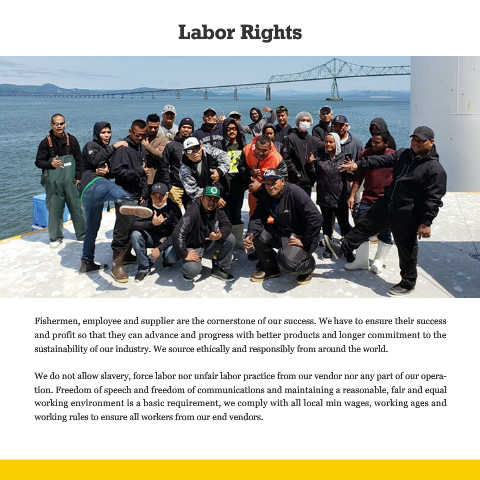 Labor Rights
Fishermen, employee and supplier are the cornerstone of our success. We have to ensure their success
and profit so that they can advance and progress with better products and longer commitment to the
sustainability of our industry. We source ethically and responsibly from around the world.
We do not allow slavery, force labor nor unfair labor practice from our vendor nor any part of our opera-
tion. Freedom of speech and freedom of communications and maintaining a reasonable, fair and equal
working environment is a basic requirement, we comply with all local min wages, working ages and
working rules to ensure all workers from our end vendors.